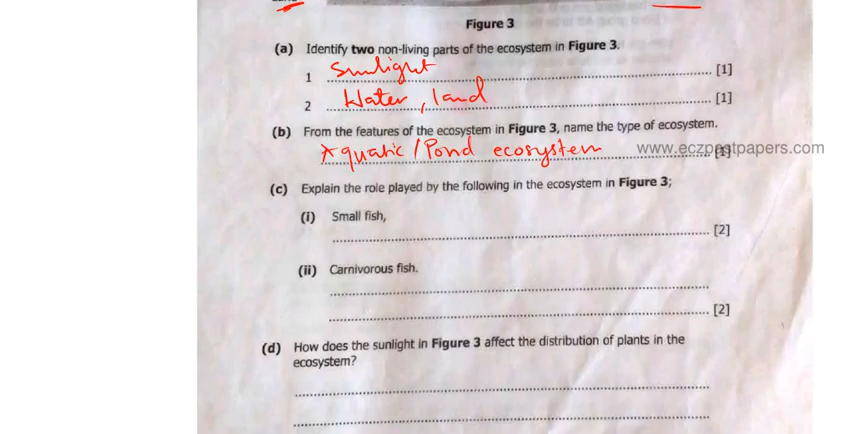 Figure 3
(a) Identify two non-living parts of the ecosystem in Figure 3.
1 Sunlight [1]
2 Water, land [1]
(b) From the features of the ecosystem in Figure 3, name the type of ecosystem.
Aquatic / Pond ecosystem www.eczpastpapers.com [1]
(c) Explain the role played by the following in the ecosystem in Figure 3;
(i) Small fish,
[2]
(ii) Carnivorous fish.
[2]
(d) How does the sunlight in Figure 3 affect the distribution of plants in the
ecosystem?